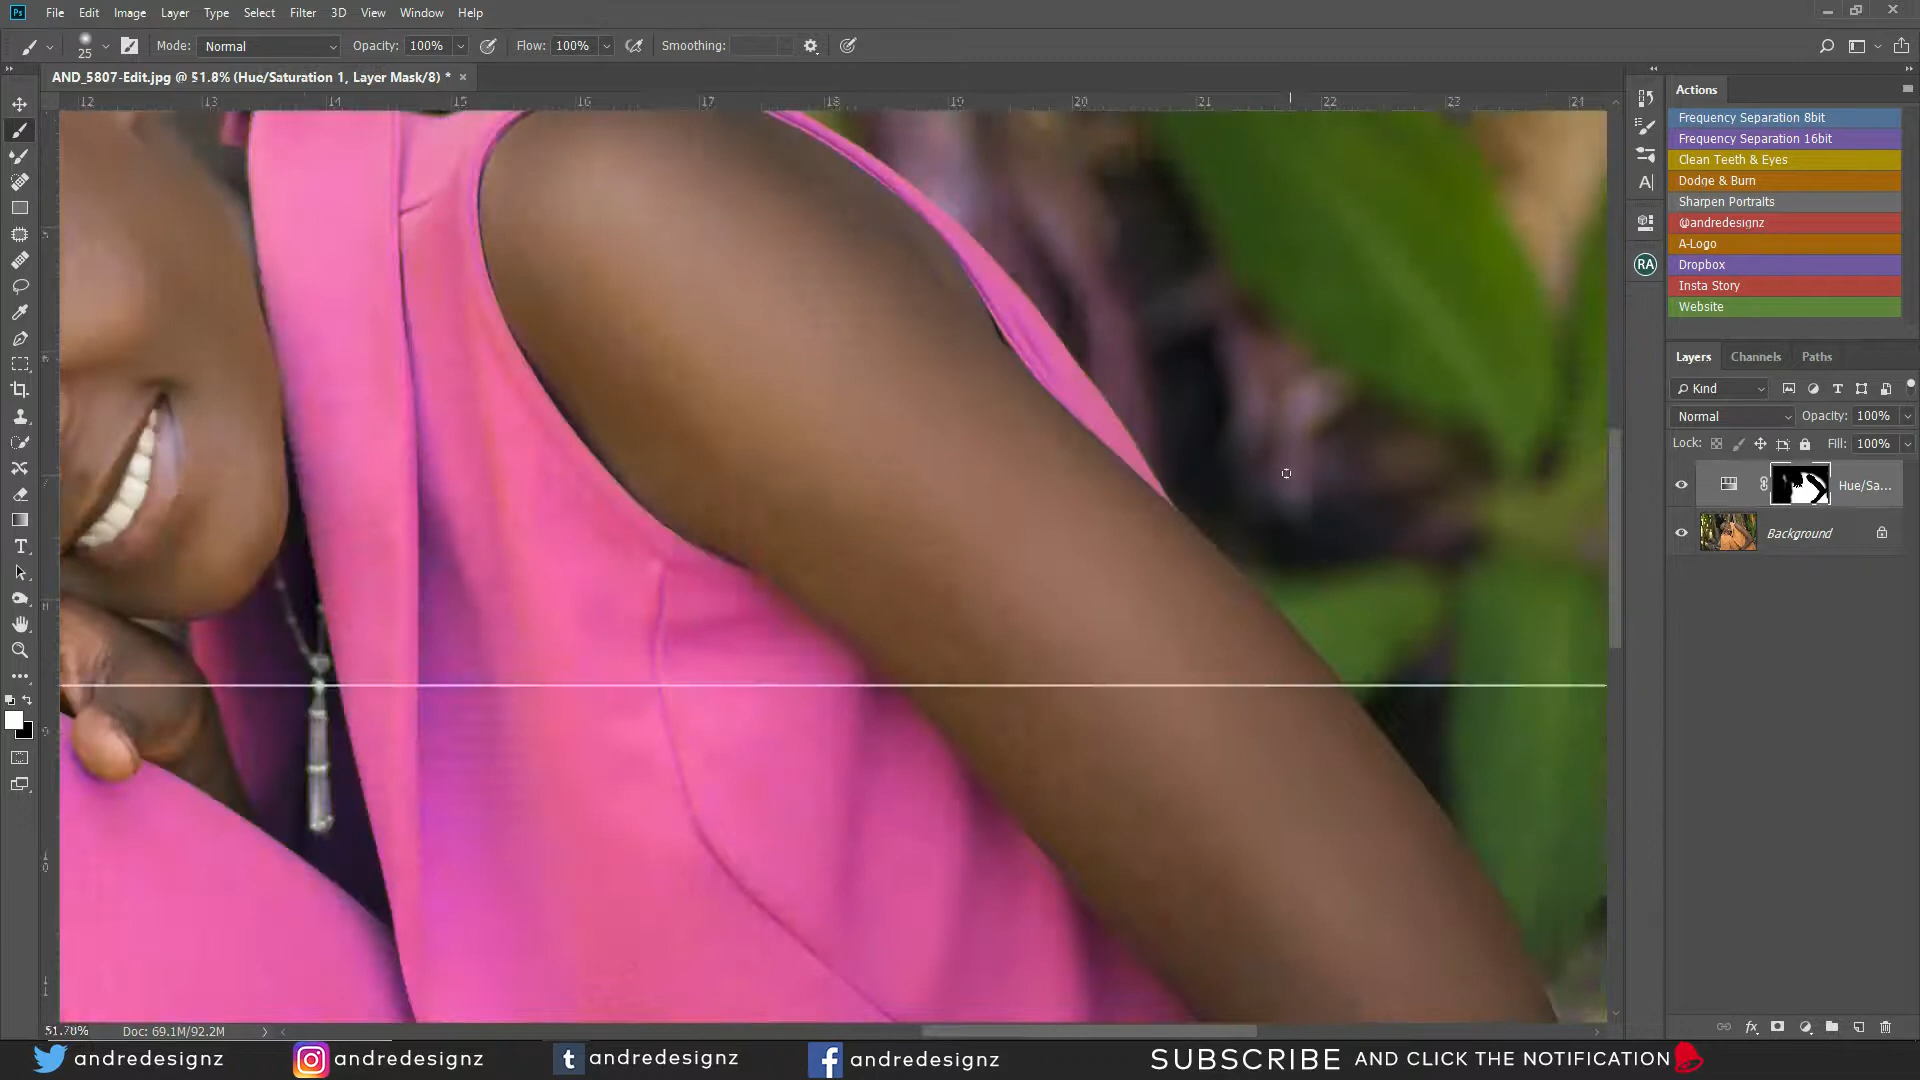 Ps File Edit Image Layer Type Select Filter 3D View Window Help
25 Mode: Normal Opacity: 100% Flow: 100% Smoothing:
AND_5807-Edit.jpg @ 51.8% (Hue/Saturation 1, Layer Mask/8) * ×
12 13 14 15 16 17 18 19 20 21 22 23 24
Actions
Frequency Separation 8bit
Frequency Separation 16bit
Clean Teeth & Eyes
Dodge & Burn
Sharpen Portraits
@andredesignz
A-Logo
Dropbox
Insta Story
Website
RA
Layers Channels Paths
Kind
Normal Opacity: 100%
Lock: Fill: 100%
Hue/Sa...
Background
51.78% Doc: 69.1M/92.2M
andredesignz andredesignz andredesignz andredesignz SUBSCRIBE AND CLICK THE NOTIFICATION